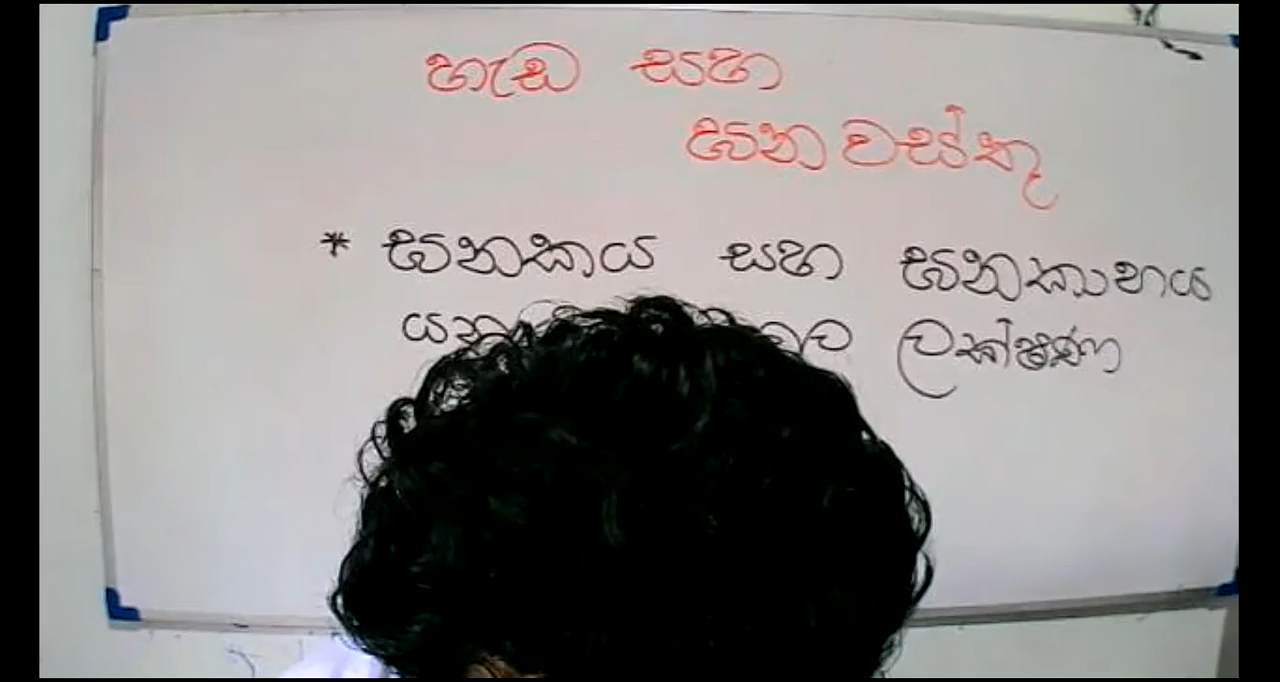 හැඩ සහ
ඝන වස්තු
* ඝනකය සහ ඝනකාභය
ලක්ෂණ